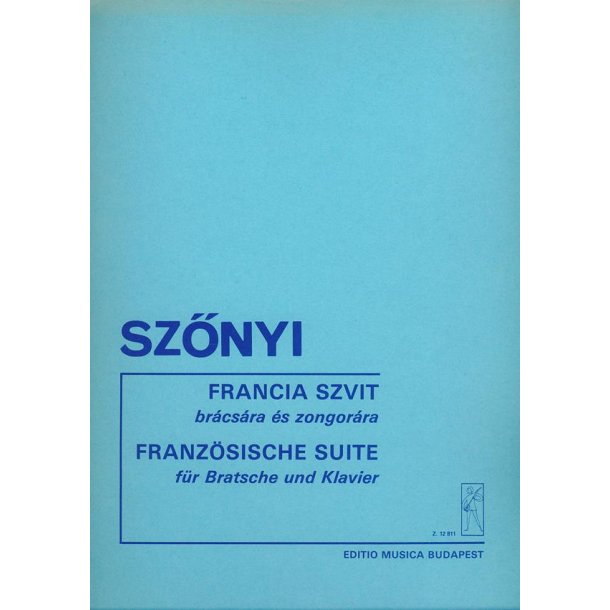 SZŐNYI
FRANCIA SZVIT
brácsára és zongorára
FRANZÖSISCHE SUITE
für Bratsche und Klavier
Z. 12 811
EDITIO MUSICA BUDAPEST